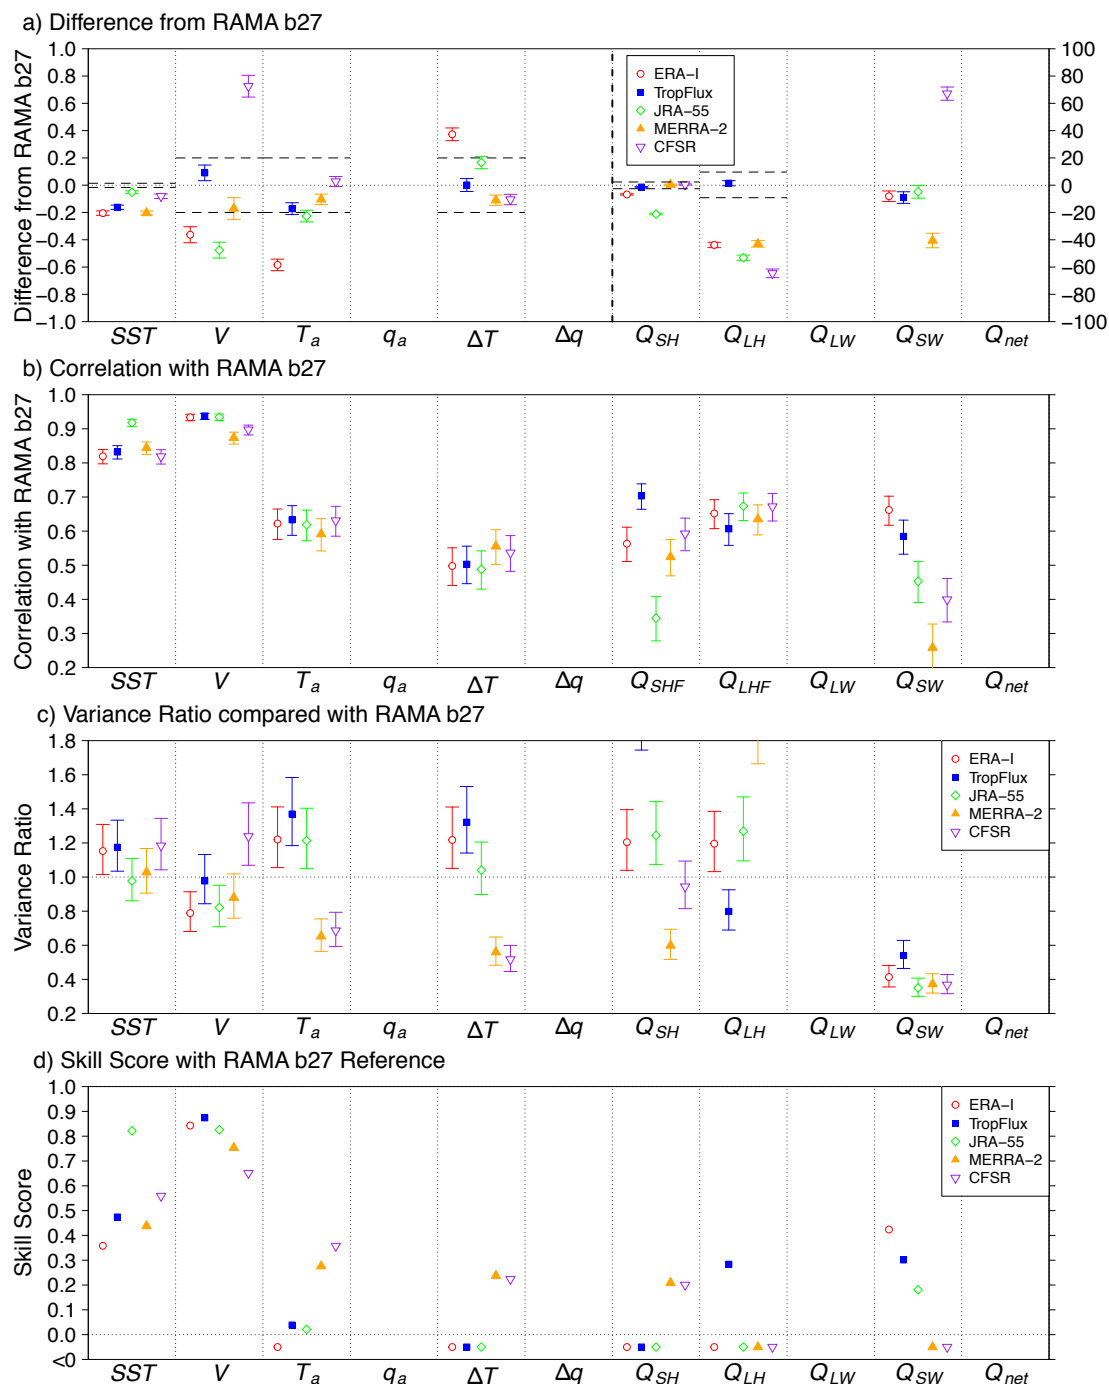 a) Difference from RAMA b27
Difference from RAMA b27
1.0
0.8
0.6
0.4
0.2
0.0
−0.2
−0.4
−0.6
−0.8
−1.0
100
80
60
40
20
0
−20
−40
−60
−80
−100
ERA−I
TropFlux
JRA−55
MERRA−2
CFSR
SST V Ta qa ΔT Δq QSH QLH QLW QSW Qnet
b) Correlation with RAMA b27
Correlation with RAMA b27
1.0
0.9
0.8
0.7
0.6
0.5
0.4
0.3
0.2
SST V Ta qa ΔT Δq QSHF QLHF QLW QSW Qnet
c) Variance Ratio compared with RAMA b27
Variance Ratio
1.8
1.6
1.4
1.2
1.0
0.8
0.6
0.4
0.2
ERA−I
TropFlux
JRA−55
MERRA−2
CFSR
SST V Ta qa ΔT Δq QSH QLH QLW QSW Qnet
d) Skill Score with RAMA b27 Reference
Skill Score
1.0
0.9
0.8
0.7
0.6
0.5
0.4
0.3
0.2
0.1
0.0
<0
ERA−I
TropFlux
JRA−55
MERRA−2
CFSR
SST V Ta qa ΔT Δq QSH QLH QLW QSW Qnet